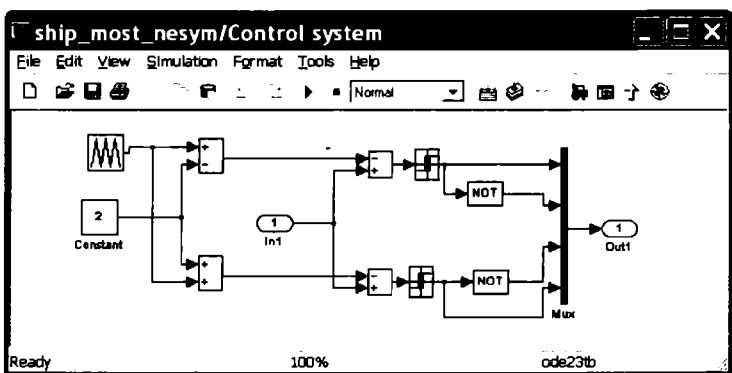 ship_most_nesym/Control system
File Edit View Simulation Format Tools Help
Normal
+
-
2
Constant
+
+
1
In1
-
+
NOT
-
+
NOT
Mux
1
Out1
Ready 100% ode23tb